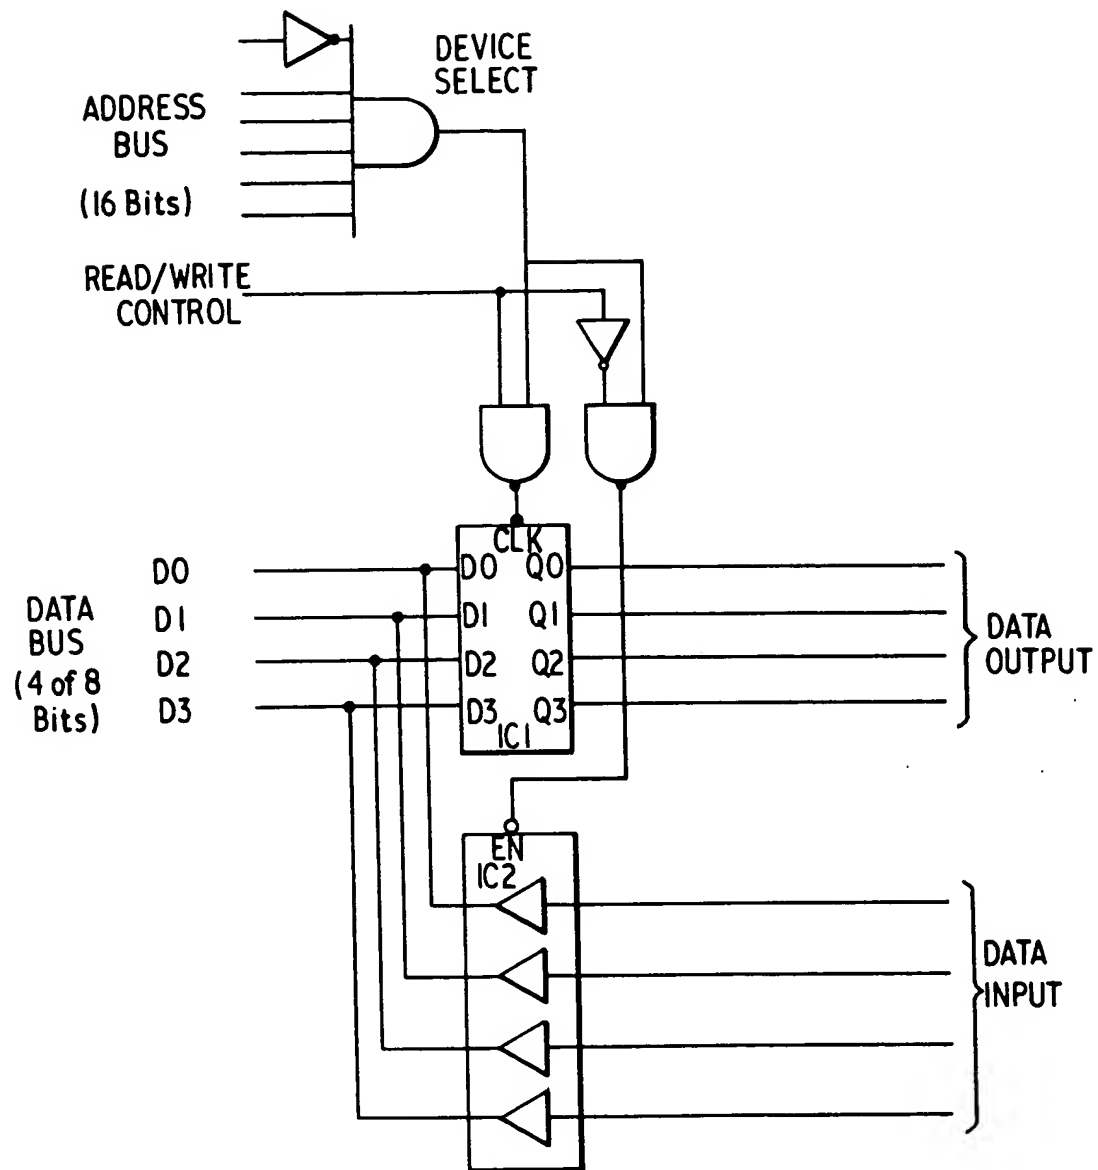 DEVICE
SELECT
ADDRESS
BUS
(16 Bits)
READ/WRITE
CONTROL
CLK
D0 D0 Q0
DATA
BUS
(4 of 8
Bits)
D1 D1 Q1
D2 D2 Q2
D3 D3 Q3
IC1
DATA
OUTPUT
EN
IC2
DATA
INPUT